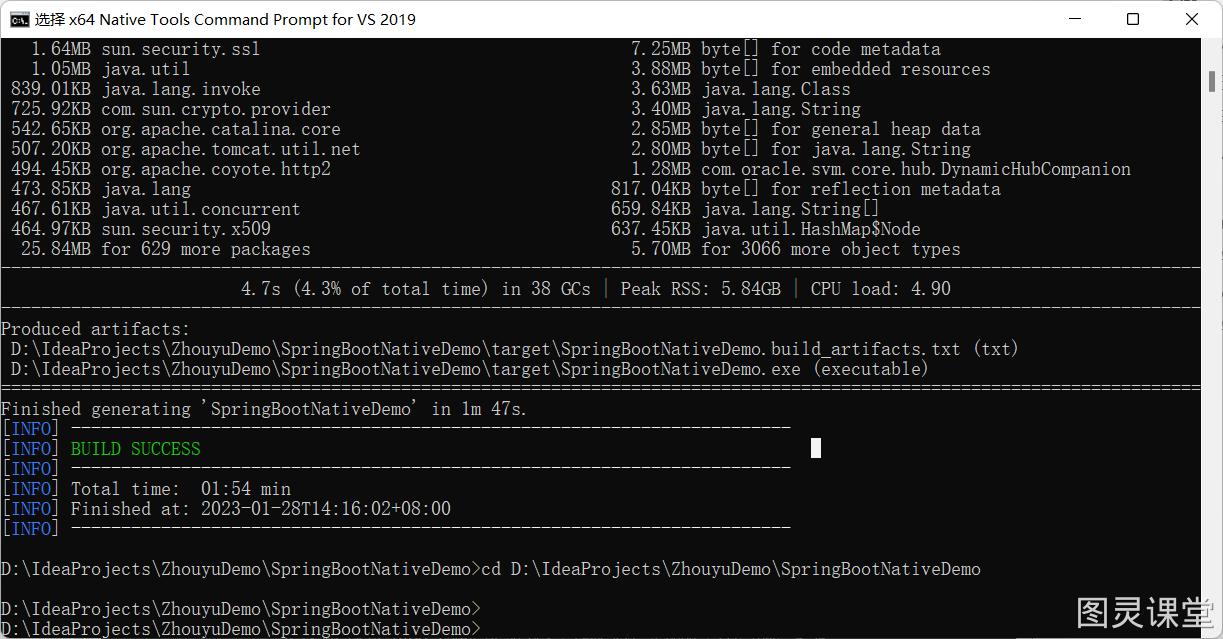 选择 x64 Native Tools Command Prompt for VS 2019
1.64MB sun.security.ssl 7.25MB byte[] for code metadata
1.05MB java.util 3.88MB byte[] for embedded resources
839.01KB java.lang.invoke 3.63MB java.lang.Class
725.92KB com.sun.crypto.provider 3.40MB java.lang.String
542.65KB org.apache.catalina.core 2.85MB byte[] for general heap data
507.20KB org.apache.tomcat.util.net 2.80MB byte[] for java.lang.String
494.45KB org.apache.coyote.http2 1.28MB com.oracle.svm.core.hub.DynamicHubCompanion
473.85KB java.lang 817.04KB byte[] for reflection metadata
467.61KB java.util.concurrent 659.84KB java.lang.String[]
464.97KB sun.security.x509 637.45KB java.util.HashMap$Node
25.84MB for 629 more packages 5.70MB for 3066 more object types
4.7s (4.3% of total time) in 38 GCs | Peak RSS: 5.84GB | CPU load: 4.90
Produced artifacts:
D:\IdeaProjects\ZhouyuDemo\SpringBootNativeDemo\target\SpringBootNativeDemo.build_artifacts.txt (txt)
D:\IdeaProjects\ZhouyuDemo\SpringBootNativeDemo\target\SpringBootNativeDemo.exe (executable)
Finished generating 'SpringBootNativeDemo' in 1m 47s.
[INFO] ------------------------------------------------------------------------
[INFO] BUILD SUCCESS
[INFO] ------------------------------------------------------------------------
[INFO] Total time:  01:54 min
[INFO] Finished at: 2023-01-28T14:16:02+08:00
[INFO] ------------------------------------------------------------------------
D:\IdeaProjects\ZhouyuDemo\SpringBootNativeDemo>cd D:\IdeaProjects\ZhouyuDemo\SpringBootNativeDemo
D:\IdeaProjects\ZhouyuDemo\SpringBootNativeDemo>
D:\IdeaProjects\ZhouyuDemo\SpringBootNativeDemo>
图灵课堂